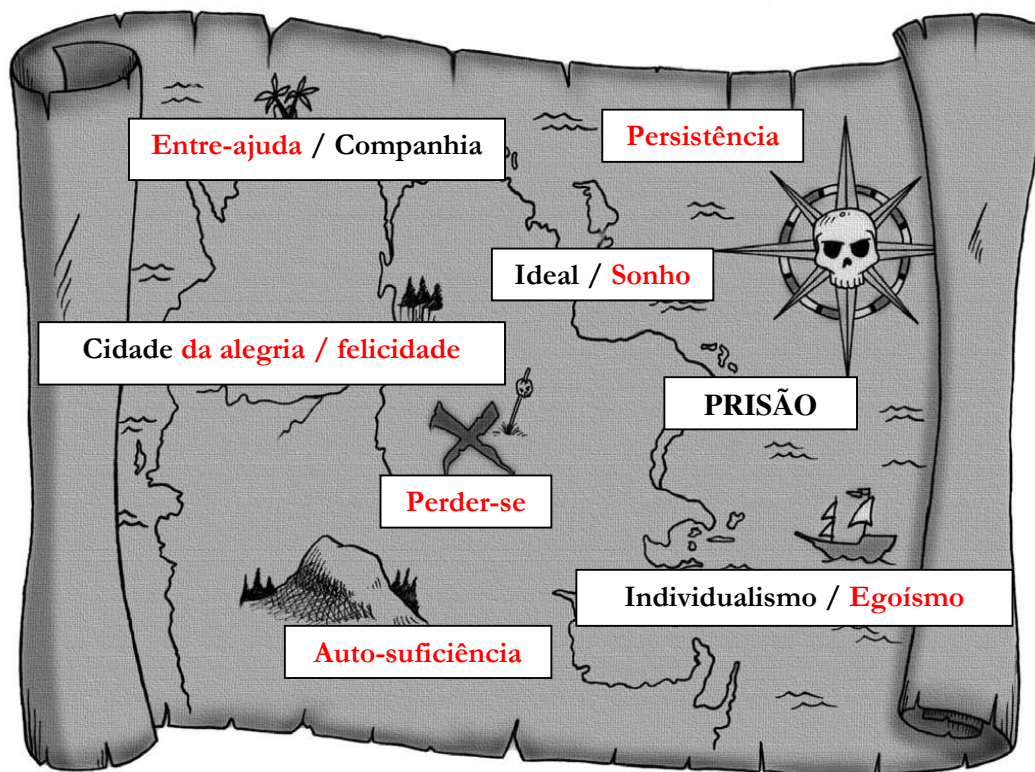 Entre-ajuda / Companhia
Persistência
Ideal / Sonho
Cidade da alegria / felicidade
PRISÃO
Perder-se
Individualismo / Egoísmo
Auto-suficiência